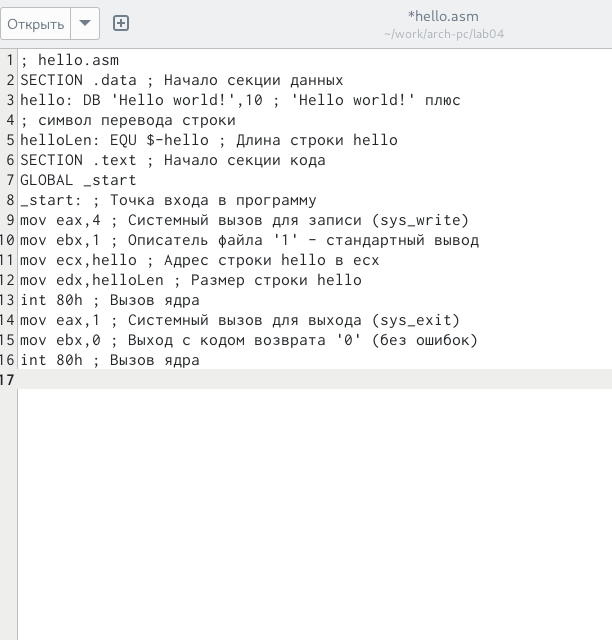 Открыть
*hello.asm
~/work/arch-pc/lab04
1 ; hello.asm
2 SECTION .data ; Начало секции данных
3 hello: DB 'Hello world!',10 ; 'Hello world!' плюс
4 ; символ перевода строки
5 helloLen: EQU $-hello ; Длина строки hello
6 SECTION .text ; Начало секции кода
7 GLOBAL _start
8 _start: ; Точка входа в программу
9 mov eax,4 ; Системный вызов для записи (sys_write)
10 mov ebx,1 ; Описатель файла '1' - стандартный вывод
11 mov ecx,hello ; Адрес строки hello в ecx
12 mov edx,helloLen ; Размер строки hello
13 int 80h ; Вызов ядра
14 mov eax,1 ; Системный вызов для выхода (sys_exit)
15 mov ebx,0 ; Выход с кодом возврата '0' (без ошибок)
16 int 80h ; Вызов ядра
17